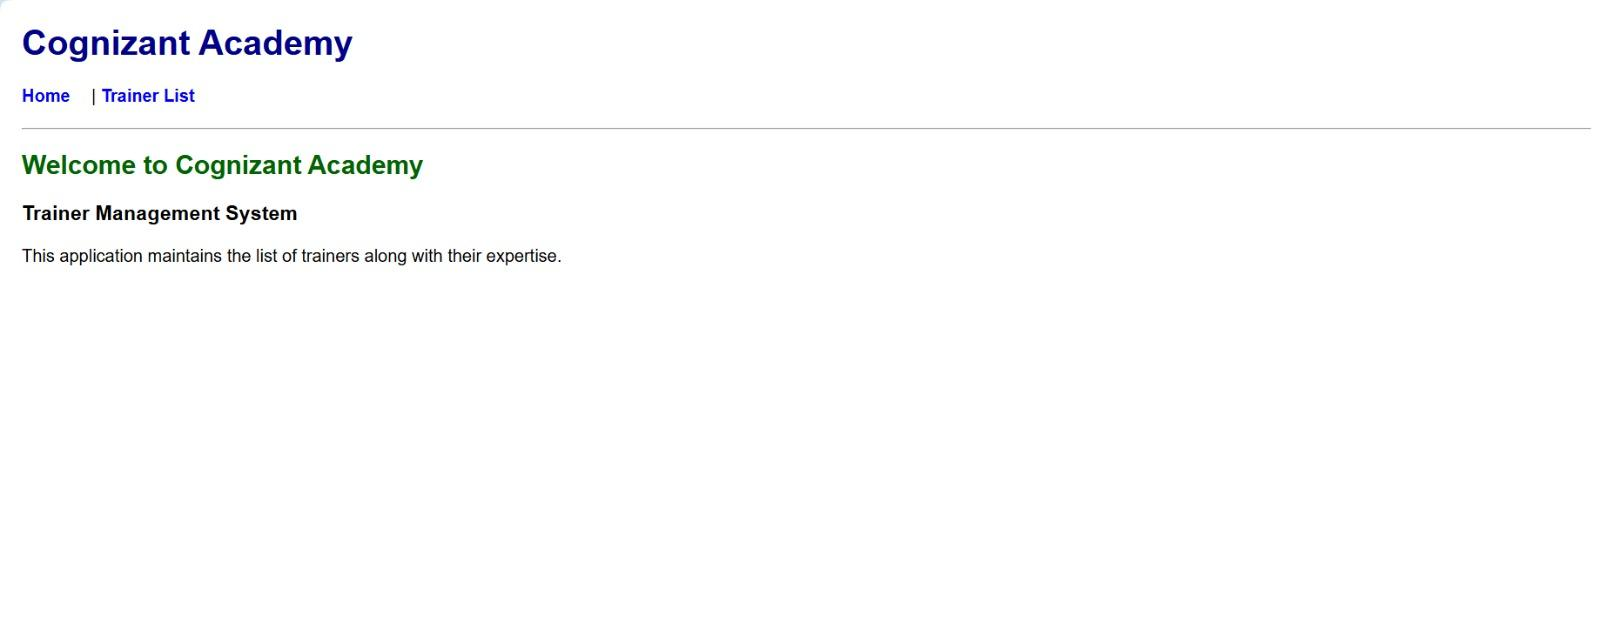 Cognizant Academy
Home | Trainer List
Welcome to Cognizant Academy
Trainer Management System
This application maintains the list of trainers along with their expertise.